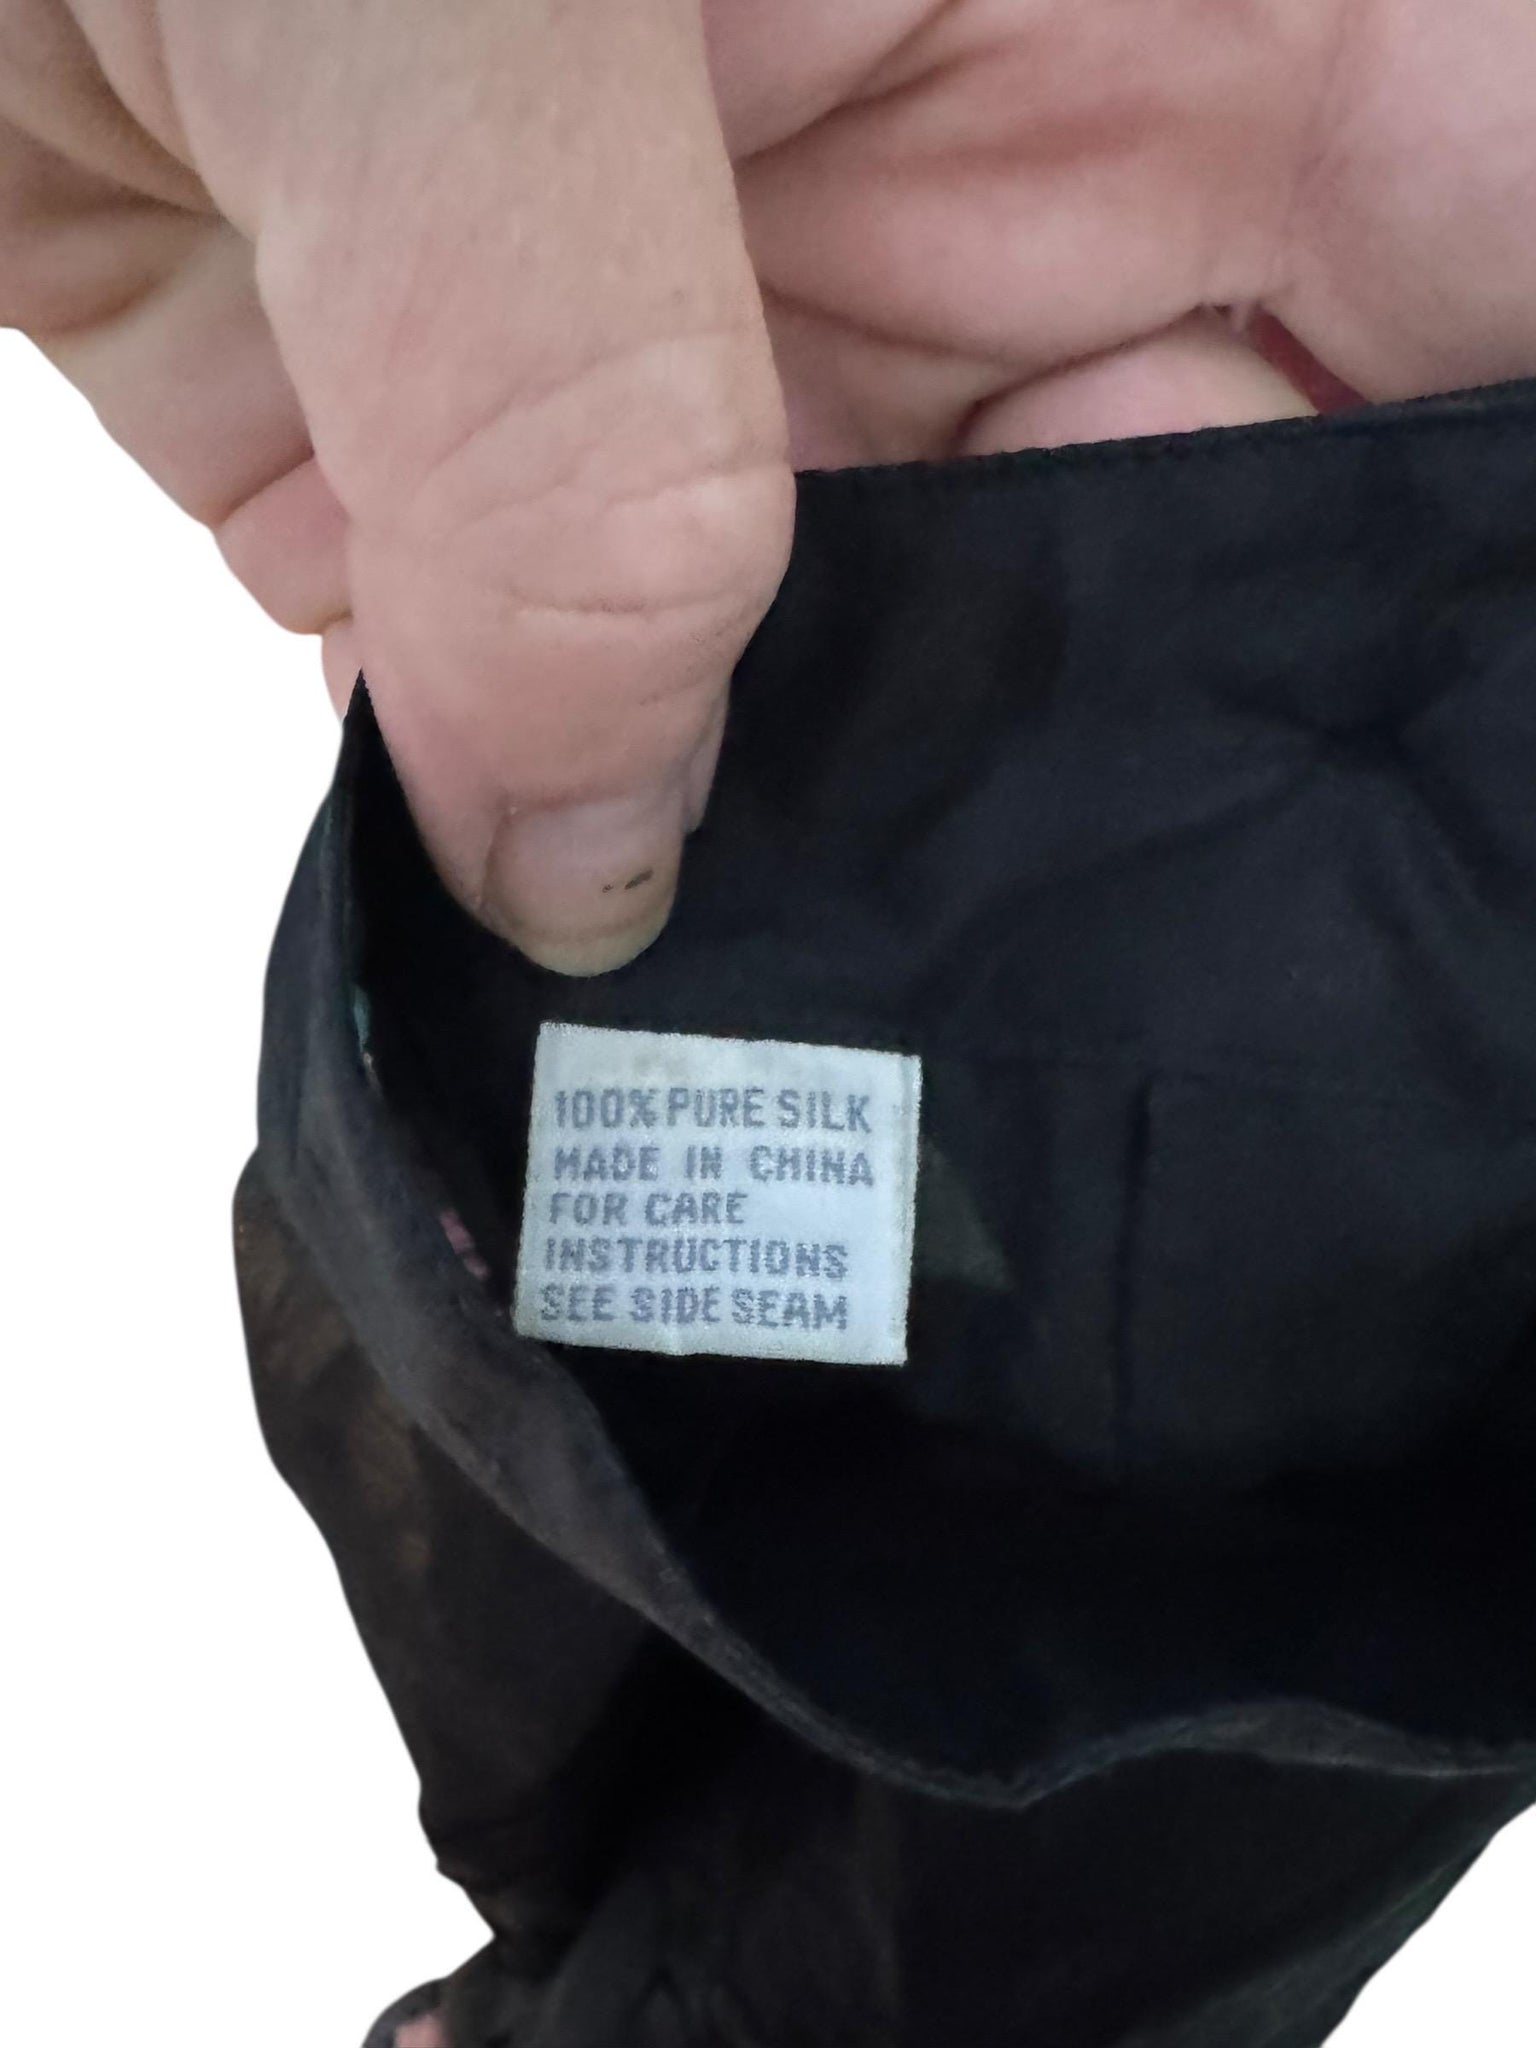 100% PURE SILK
MADE IN CHINA
FOR CARE
INSTRUCTIONS
SEE SIDE SEAM